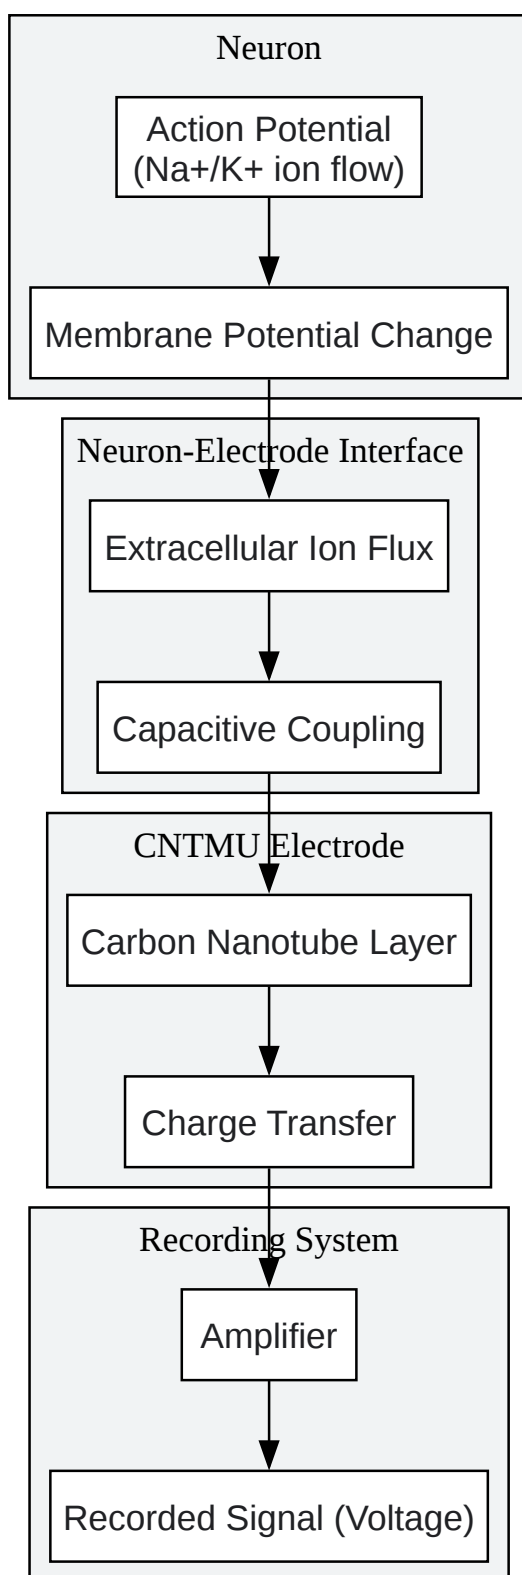 Neuron
Action Potential
(Na+/K+ ion flow)
Membrane Potential Change
Neuron-Electrode Interface
Extracellular Ion Flux
Capacitive Coupling
CNTMU Electrode
Carbon Nanotube Layer
Charge Transfer
Recording System
Amplifier
Recorded Signal (Voltage)